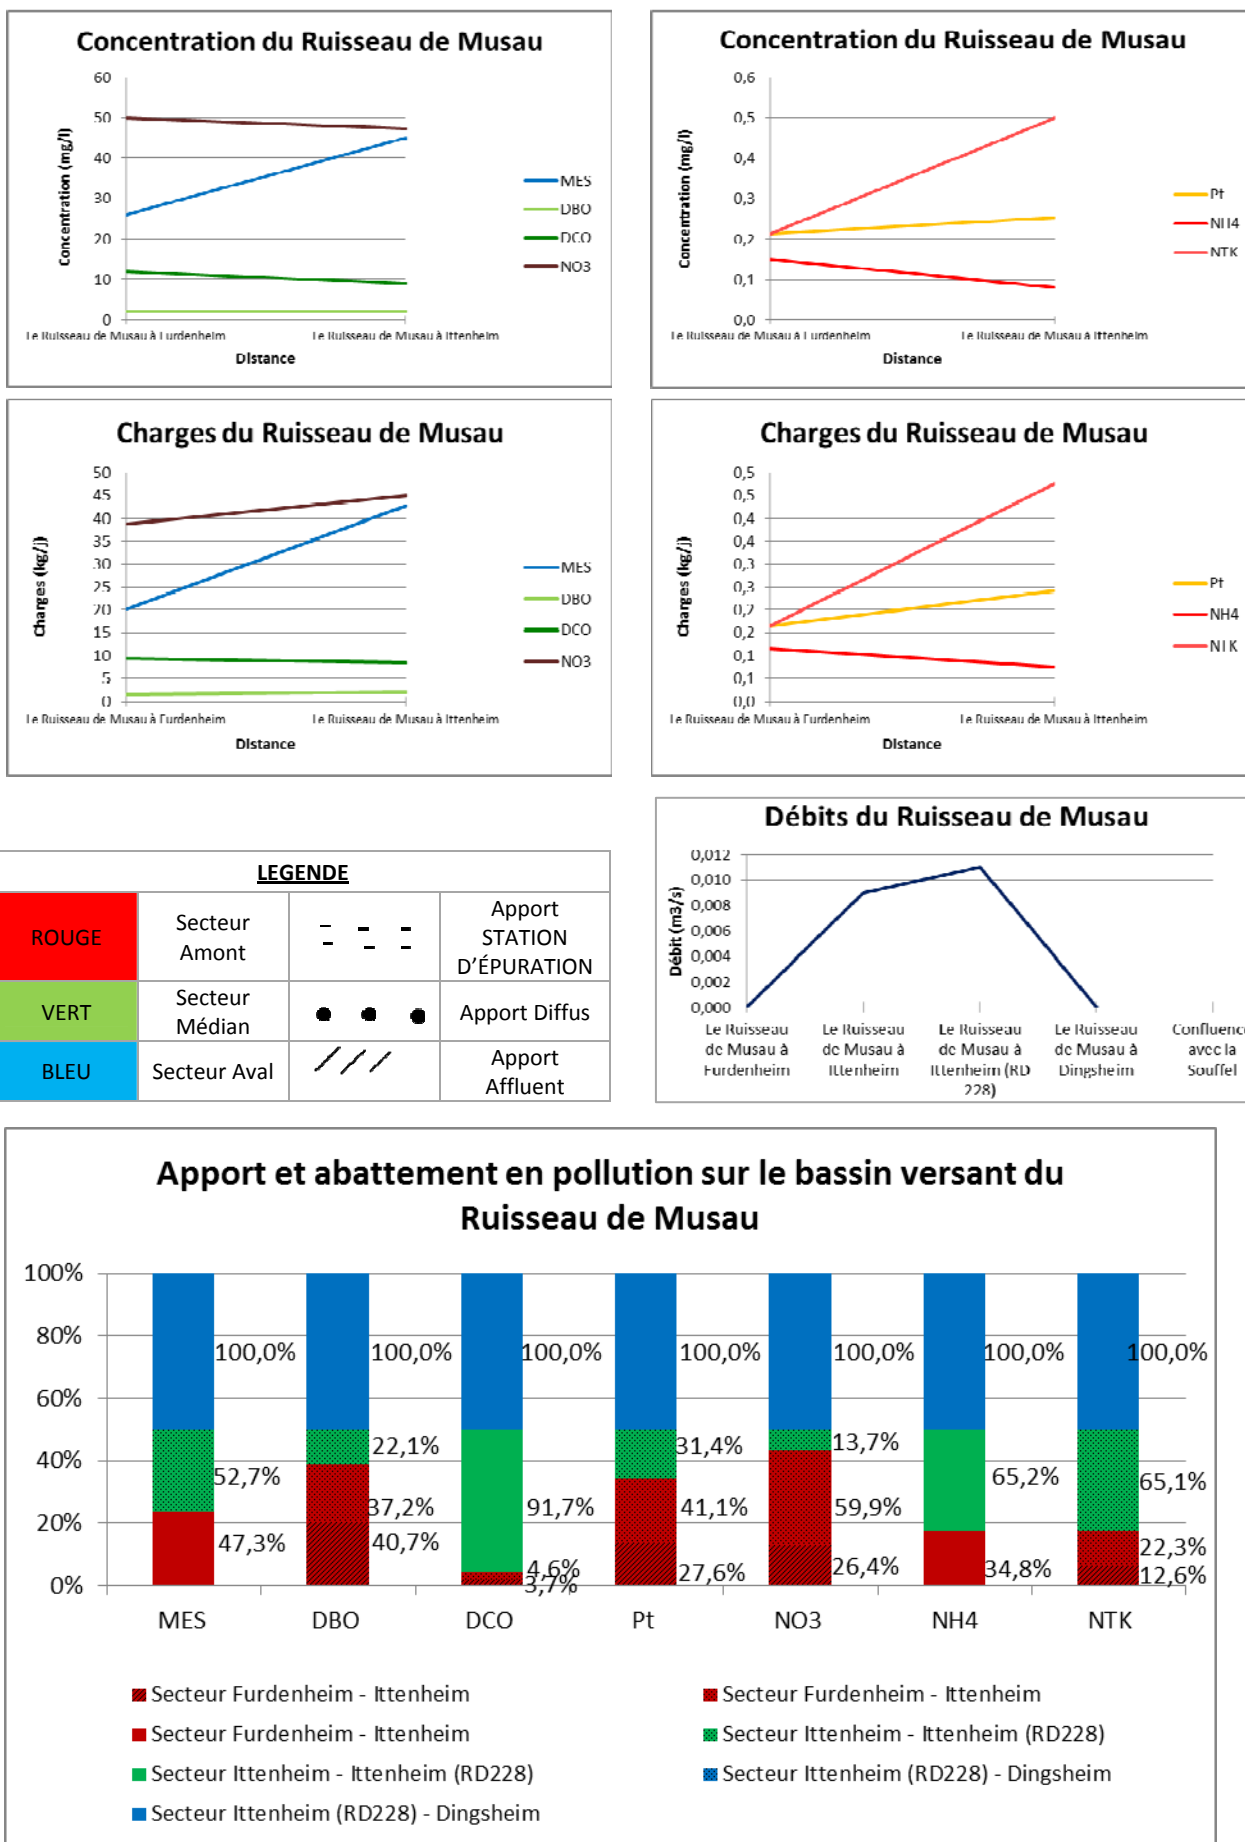 Concentration du Ruisseau de Musau
60
50
40
30
20
10
0
Concentration (mg/l)
Le Ruisseau de Musau à Furdenheim
Le Ruisseau de Musau à Ittenheim
Distance
MES
DBO
DCO
NO3
Concentration du Ruisseau de Musau
0,6
0,5
0,4
0,3
0,2
0,1
0,0
Concentration (mg/l)
Le Ruisseau de Musau à Furdenheim
Le Ruisseau de Musau à Ittenheim
Distance
Pt
NH4
NTK
Charges du Ruisseau de Musau
50
45
40
35
30
25
20
15
10
5
0
Charges (kg/j)
Le Ruisseau de Musau à Furdenheim
Le Ruisseau de Musau à Ittenheim
Distance
MES
DBO
DCO
NO3
Charges du Ruisseau de Musau
0,5
0,5
0,4
0,4
0,3
0,3
0,2
0,2
0,1
0,1
0,0
Charges (kg/j)
Le Ruisseau de Musau à Furdenheim
Le Ruisseau de Musau à Ittenheim
Distance
Pt
NH4
NTK
LEGENDE
ROUGE
Secteur
Amont
Apport
STATION
D'ÉPURATION
VERT
Secteur
Médian
Apport Diffus
BLEU
Secteur Aval
Apport
Affluent
Débits du Ruisseau de Musau
0,012
0,010
0,008
0,006
0,004
0,002
0,000
Débit (m3/s)
Le Ruisseau
de Musau à
Furdenheim
Le Ruisseau
de Musau à
Ittenheim
Le Ruisseau
de Musau à
Ittenheim (RD
228)
Le Ruisseau
de Musau à
Dingsheim
Confluence
avec la
Souffel
Apport et abattement en pollution sur le bassin versant du
Ruisseau de Musau
100%
80%
60%
40%
20%
0%
100,0%
52,7%
47,3%
100,0%
22,1%
37,2%
40,7%
100,0%
91,7%
4,6%
3,7%
100,0%
31,4%
41,1%
27,6%
100,0%
13,7%
59,9%
26,4%
100,0%
65,2%
34,8%
100,0%
65,1%
22,3%
12,6%
MES
DBO
DCO
Pt
NO3
NH4
NTK
Secteur Furdenheim - Ittenheim
Secteur Furdenheim - Ittenheim
Secteur Furdenheim - Ittenheim
Secteur Ittenheim - Ittenheim (RD228)
Secteur Ittenheim - Ittenheim (RD228)
Secteur Ittenheim (RD228) - Dingsheim
Secteur Ittenheim (RD228) - Dingsheim